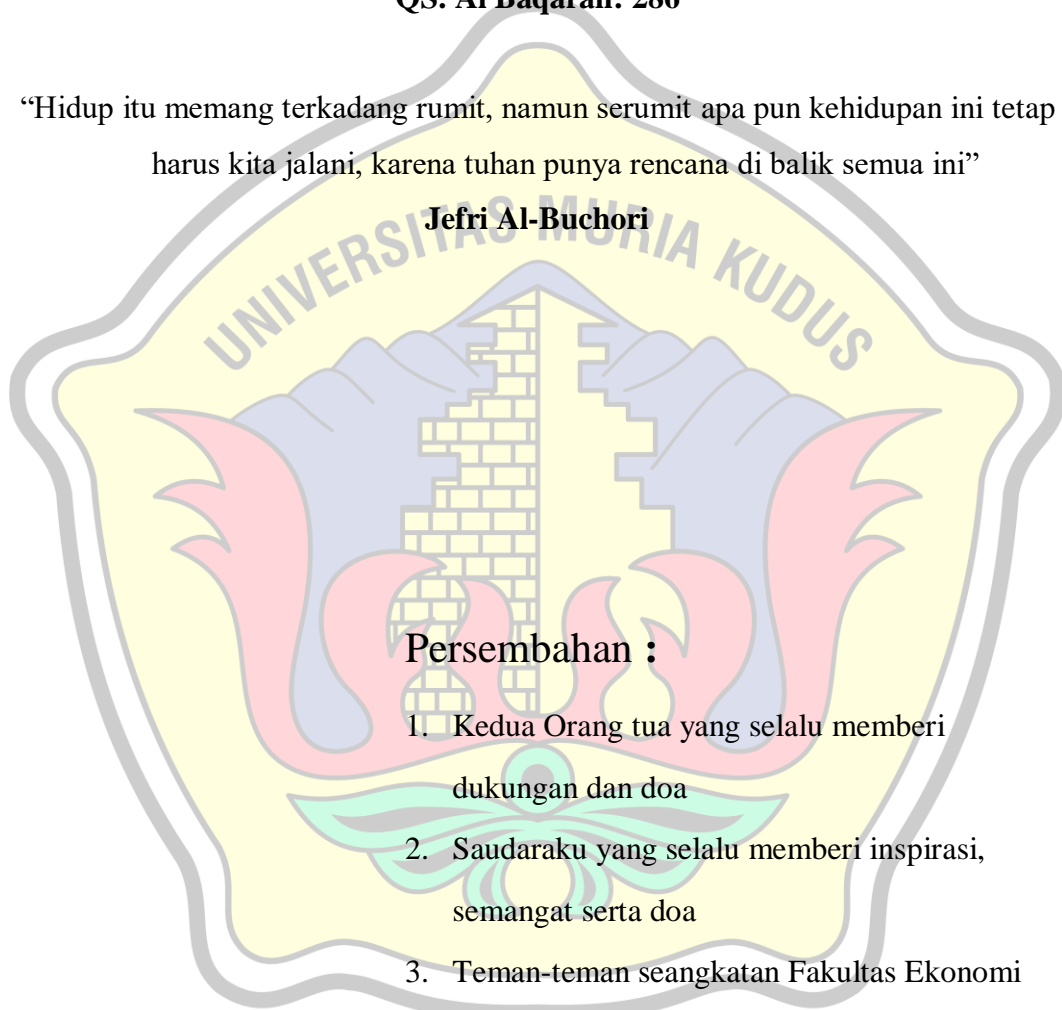 QS. Al Baqarah: 286
“Hidup itu memang terkadang rumit, namun serumit apa pun kehidupan ini tetap
harus kita jalani, karena tuhan punya rencana di balik semua ini”
Jefri Al-Buchori
UNIVERSITAS MURIA KUDUS
Persembahan :
1. Kedua Orang tua yang selalu memberi
dukungan dan doa
2. Saudaraku yang selalu memberi inspirasi,
semangat serta doa
3. Teman-teman seangkatan Fakultas Ekonomi